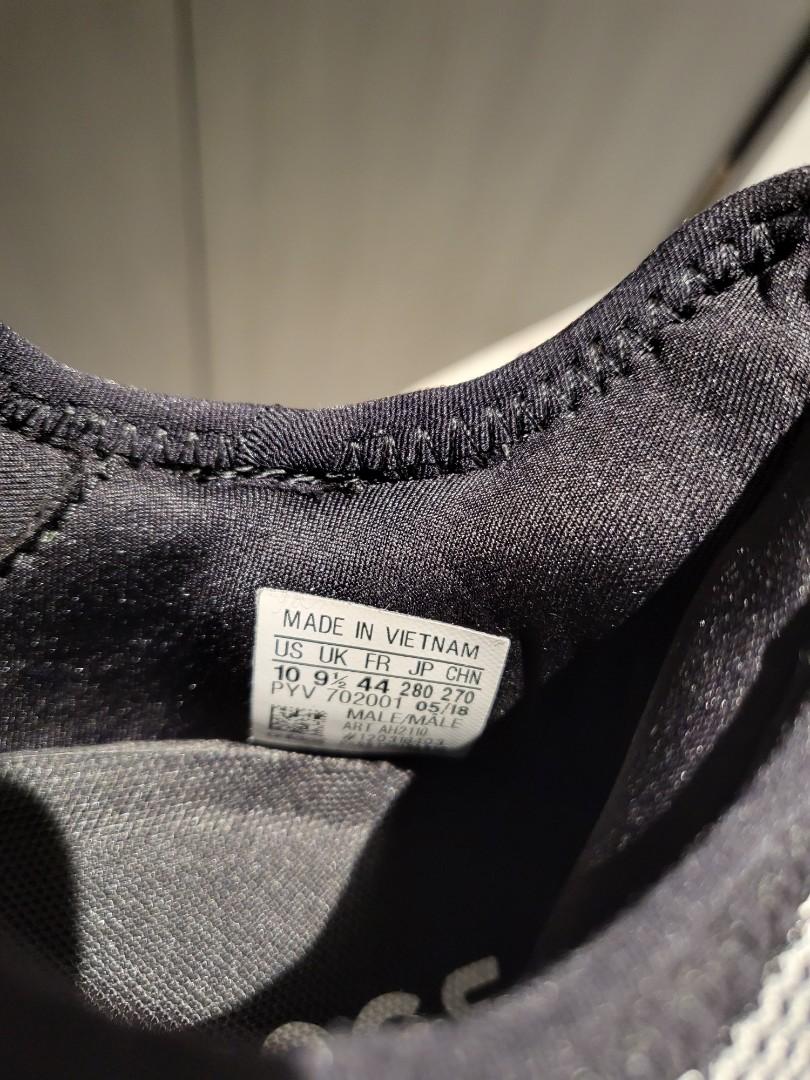 MADE IN VIETNAM
US UK FR JP CHN
10 9½ 44 280 270
PYV 702001 05/18
MALE/MÂLE
ART AH2110